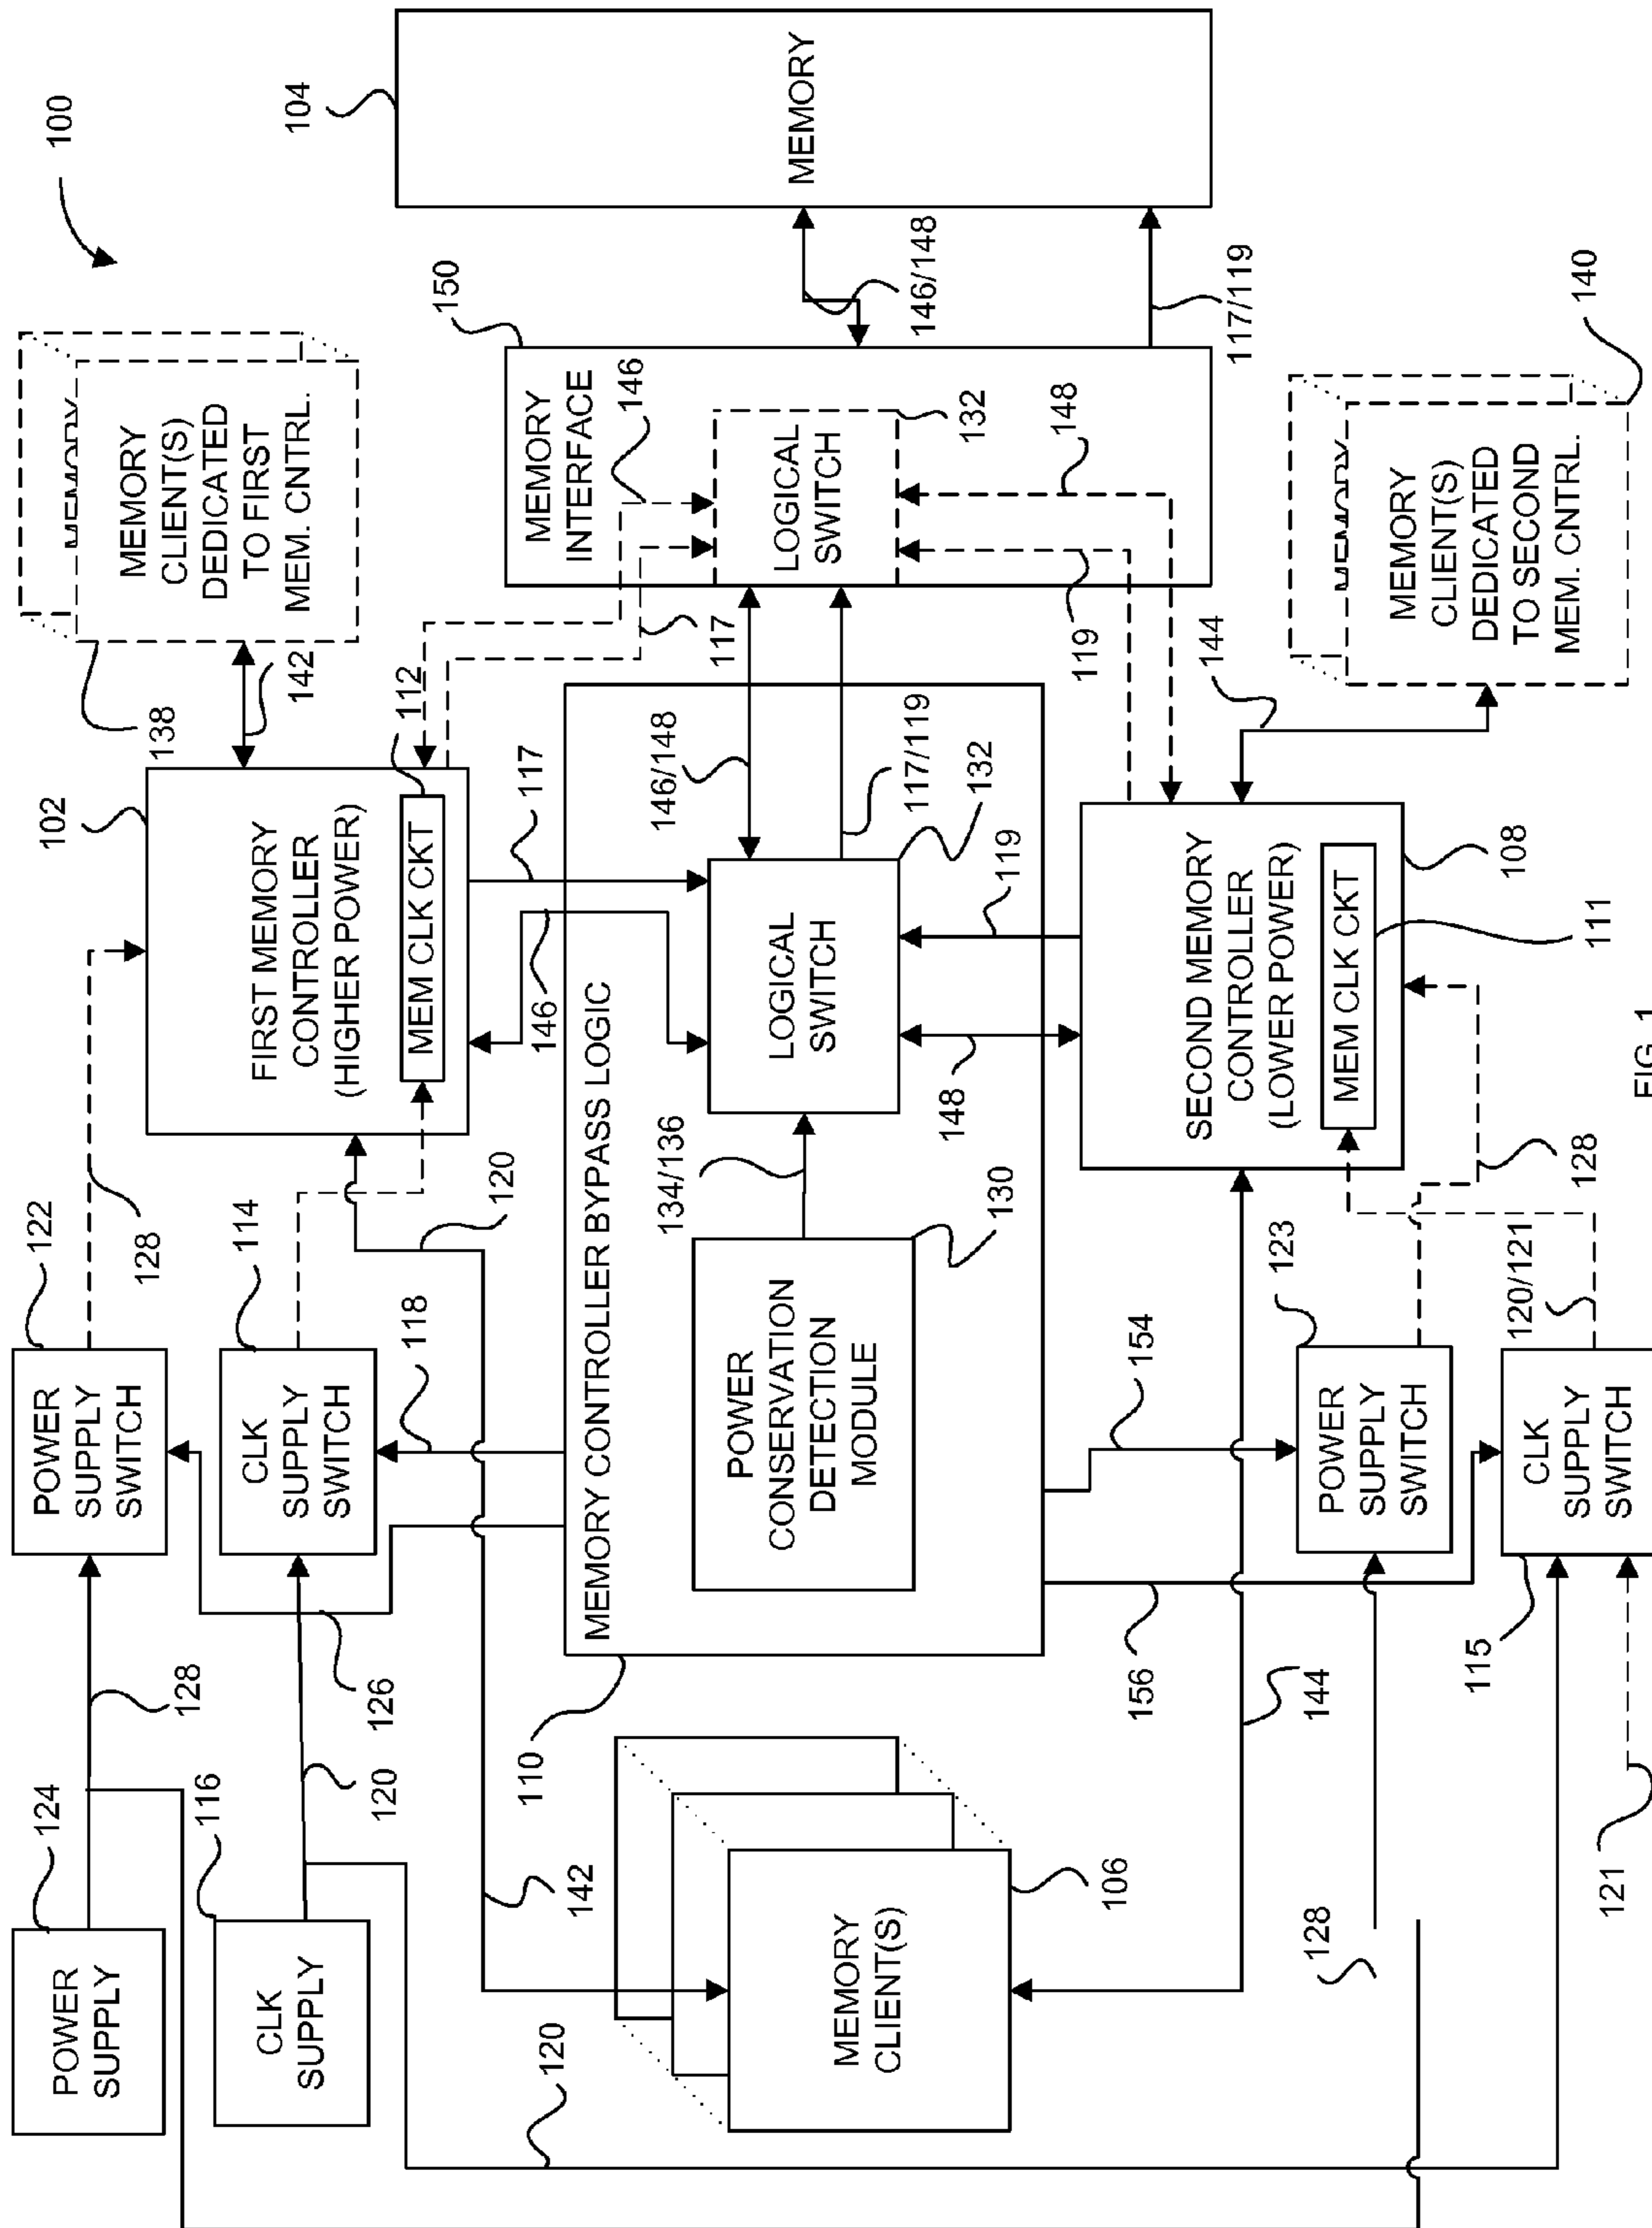 100
POWER
SUPPLY
124
128
POWER
SUPPLY
SWITCH
122
128
CLK
SUPPLY
116
120
126
CLK
SUPPLY
SWITCH
114
118
120
142
120
FIRST MEMORY
CONTROLLER
(HIGHER POWER)
MEM CLK CKT
102
112
138
142
MEMORY
MEMORY
CLIENT(S)
DEDICATED
TO FIRST
MEM. CNTRL.
146
117
117
146
MEMORY CONTROLLER BYPASS LOGIC
110
POWER
CONSERVATION
DETECTION
MODULE
130
134/136
LOGICAL
SWITCH
132
146/148
117/119
MEMORY
INTERFACE
150
LOGICAL
SWITCH
132
146/148
117/119
MEMORY
104
MEMORY
CLIENT(S)
106
144
156
154
148
119
119
148
144
SECOND MEMORY
CONTROLLER
(LOWER POWER)
MEM CLK CKT
108
111
MEMORY
MEMORY
CLIENT(S)
DEDICATED
TO SECOND
MEM. CNTRL.
140
128
POWER
SUPPLY
SWITCH
123
128
CLK
SUPPLY
SWITCH
115
120/121
121
FIG. 1